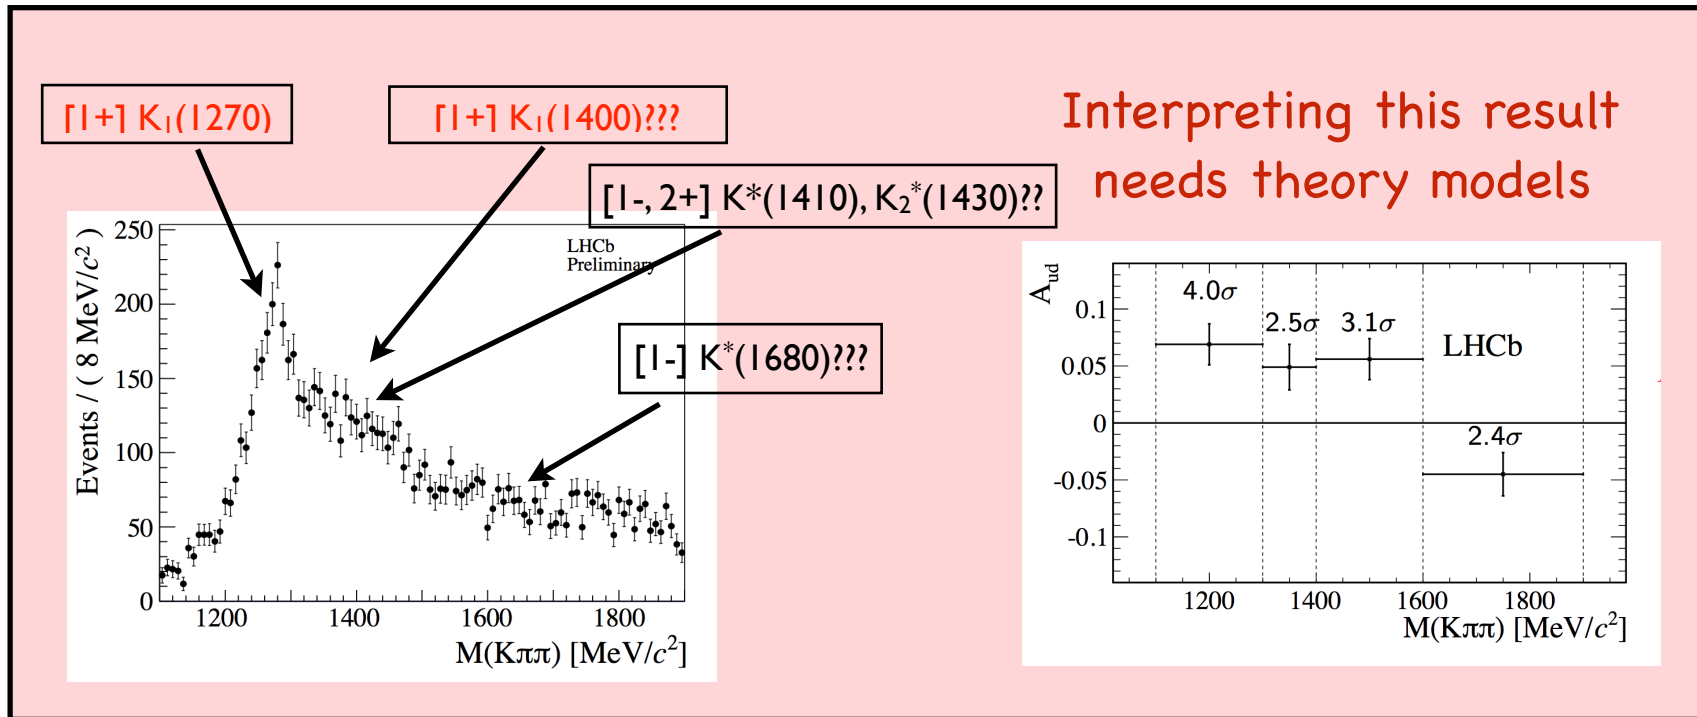 [1+] K₁(1270)
[1+] K₁(1400)???
Interpreting this result
needs theory models
[1-, 2+] K*(1410), K₂*(1430)??
[1-] K*(1680)???
LHCb
Preliminary
Events / ( 8 MeV/c² )
250
200
150
100
50
0
1200
1400
1600
1800
M(Kππ) [MeV/c²]
A_ud
0.1
0.05
0
-0.05
-0.1
4.0σ
2.5σ
3.1σ
LHCb
2.4σ
1200
1400
1600
1800
M(Kππ) [MeV/c²]